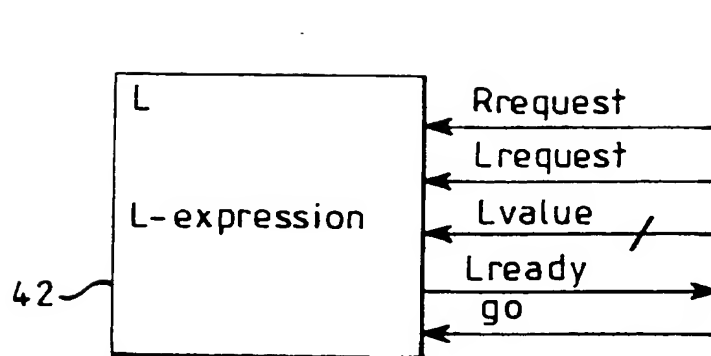 L
Rrequest
Lrequest
L-expression
Lvalue
Lready
42
go